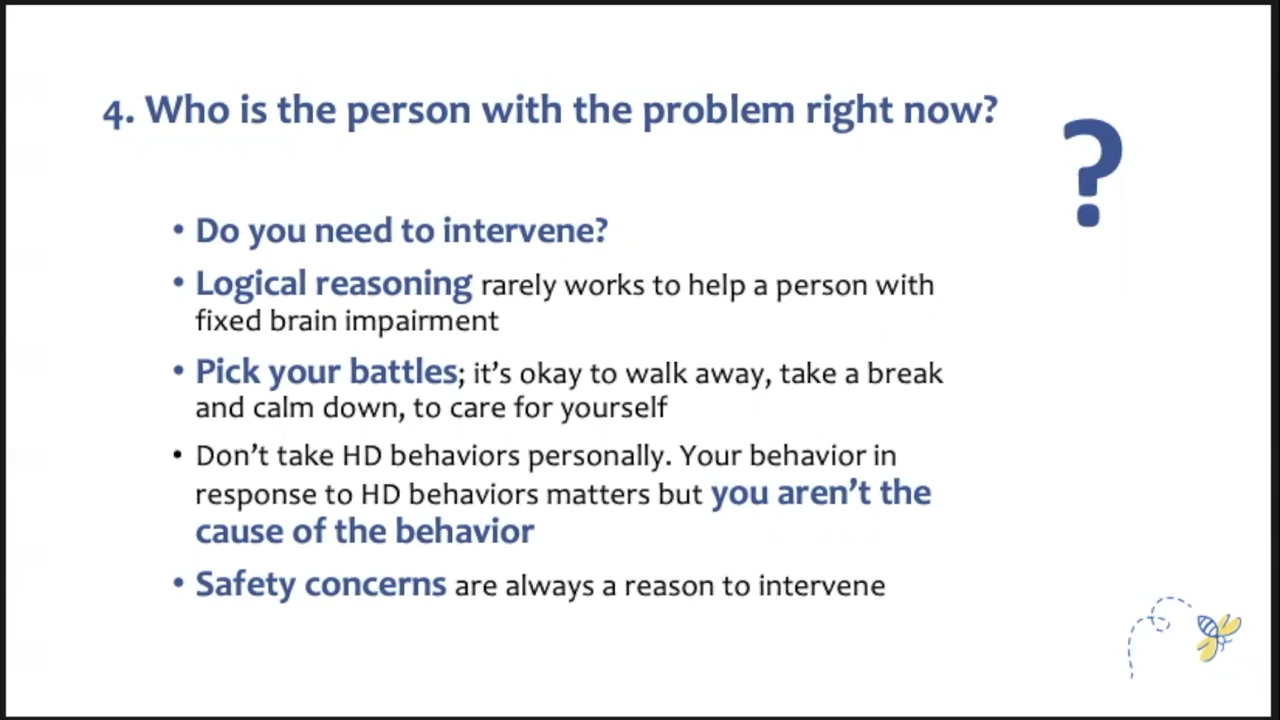 4. Who is the person with the problem right now?
?
• Do you need to intervene?
• Logical reasoning rarely works to help a person with
fixed brain impairment
• Pick your battles; it's okay to walk away, take a break
and calm down, to care for yourself
• Don't take HD behaviors personally. Your behavior in
response to HD behaviors matters but you aren't the
cause of the behavior
• Safety concerns are always a reason to intervene